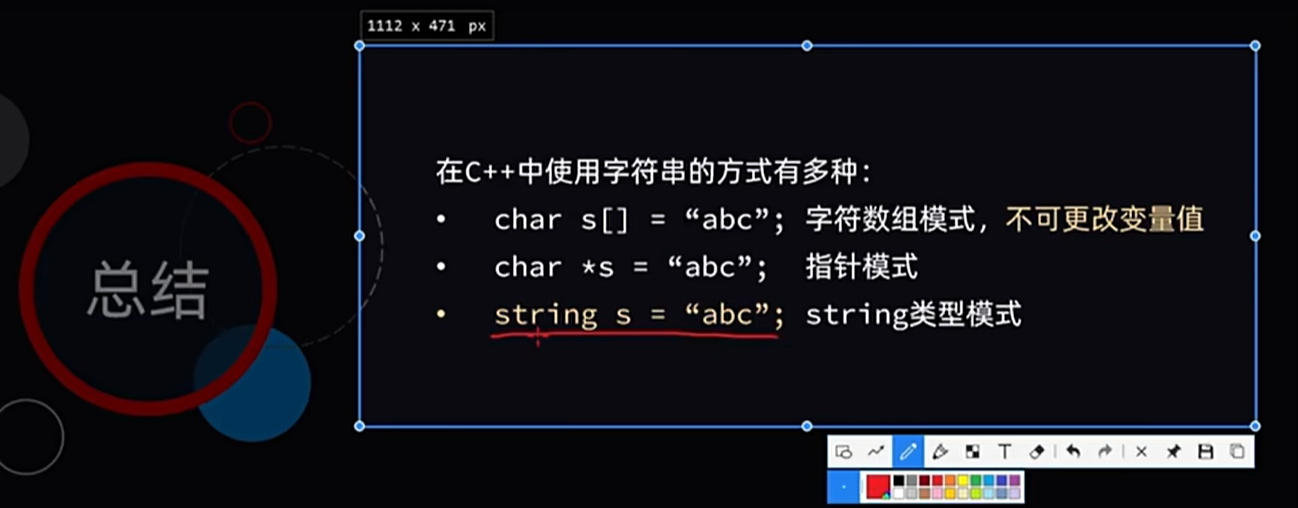 1112 x 471 px
总结
在C++中使用字符串的方式有多种：
• char s[] = “abc”; 字符数组模式，不可更改变量值
• char *s = “abc”; 指针模式
• string s = “abc”; string类型模式
T